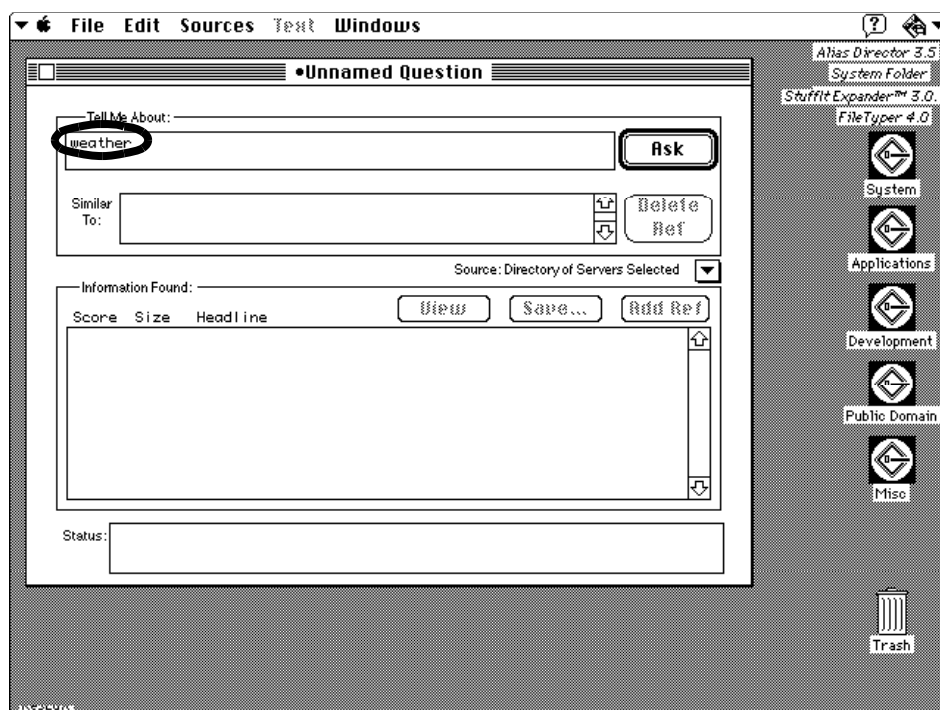 File Edit Sources Text Windows
Alias Director 3.5
•Unnamed Question
System Folder
StuffIt Expander™ 3.0.
Tell Me About:
FileTyper 4.0
weather
Ask
System
Similar To:
Delete Ref
Applications
Source: Directory of Servers Selected
Information Found:
View Save... Add Ref
Score Size Headline
Development
Public Domain
Misc
Status:
Trash